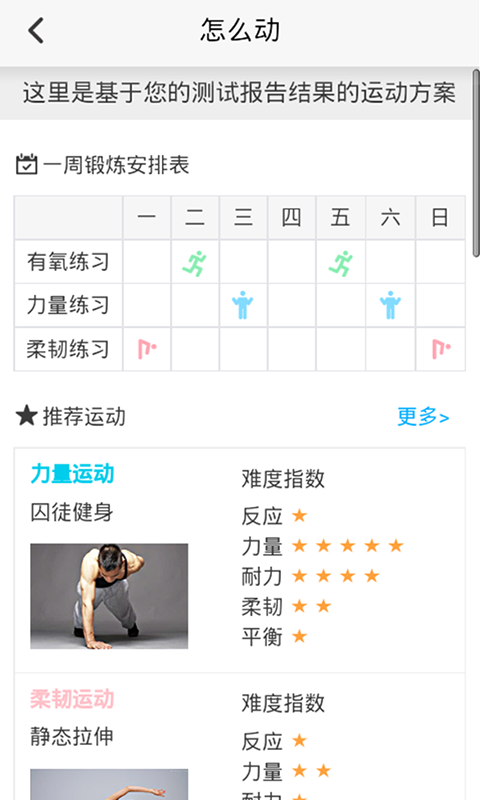 怎么动
这里是基于您的测试报告结果的运动方案
一周锻炼安排表
一 二 三 四 五 六 日
有氧练习
力量练习
柔韧练习
推荐运动 更多>
力量运动
囚徒健身
难度指数
反应
力量
耐力
柔韧
平衡
柔韧运动
静态拉伸
难度指数
反应
力量